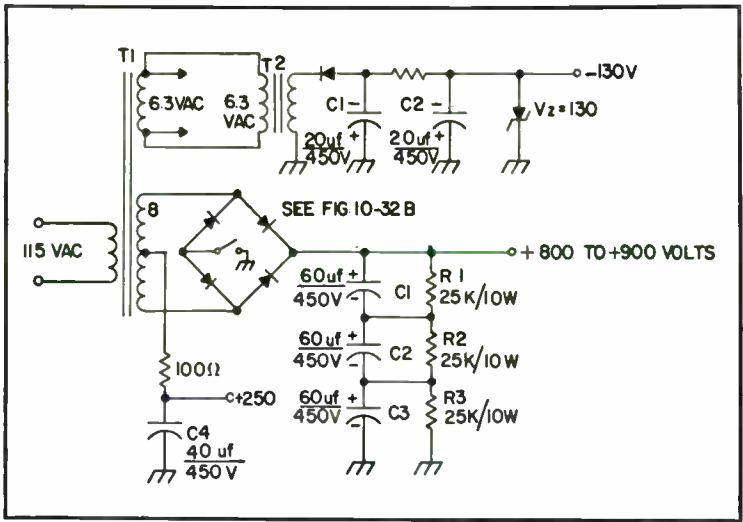 T1
T2
6.3VAC
6.3
VAC
C1
20uf
450V
C2
20uf
450V
Vz=130
-130V
115 VAC
8
SEE FIG 10-32 B
+ 800 TO +900 VOLTS
60uf
450V
C1
R1
25K/10W
60uf
450V
C2
R2
25K/10W
60uf
450V
C3
R3
25K/10W
100Ω
+250
C4
40 uf
450 V